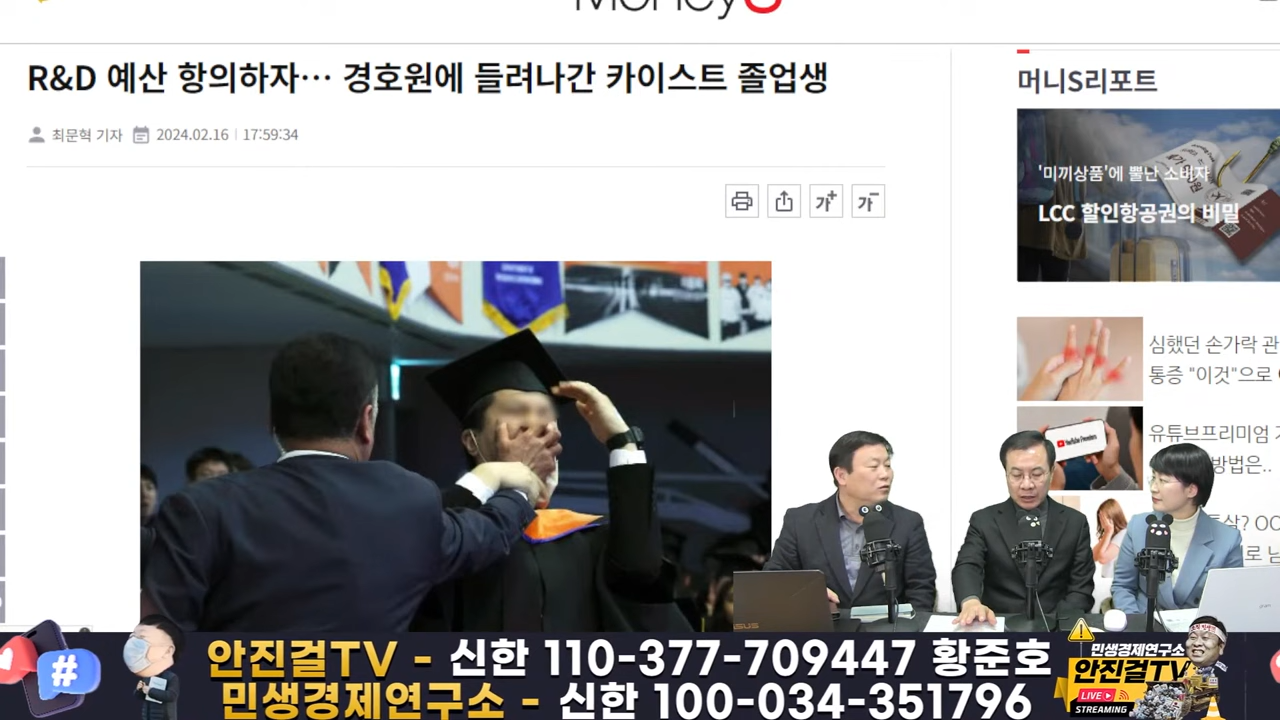 MoneyS
R&D 예산 항의하자… 경호원에 들려나간 카이스트 졸업생
최문혁 기자 2024.02.16 | 17:59:34
가+ 가-
머니S리포트
'미끼상품'에 뿔난 소비자
LCC 할인항공권의 비밀
심했던 손가락 관
통증 "이것"으로
유튜브프리미엄
방법은..
ASUS
안진걸TV - 신한 110-377-709447 황준호
민생경제연구소 - 신한 100-034-351796
#
민생경제연구소
안진걸TV
LIVE
STREAMING